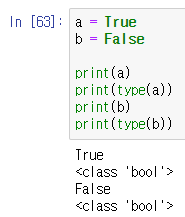 In [63]:
a = True
b = False
print(a)
print(type(a))
print(b)
print(type(b))
True
<class 'bool'>
False
<class 'bool'>